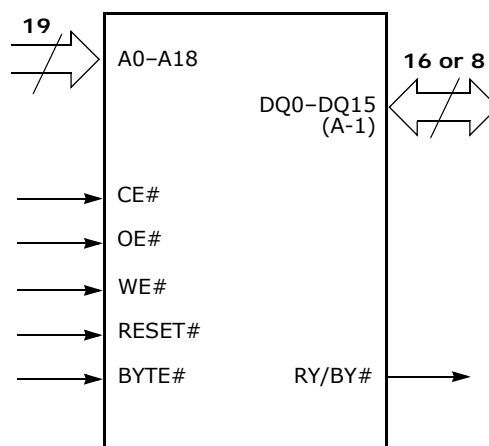 19
A0–A18
16 or 8
DQ0–DQ15
(A-1)
CE#
OE#
WE#
RESET#
BYTE#
RY/BY#